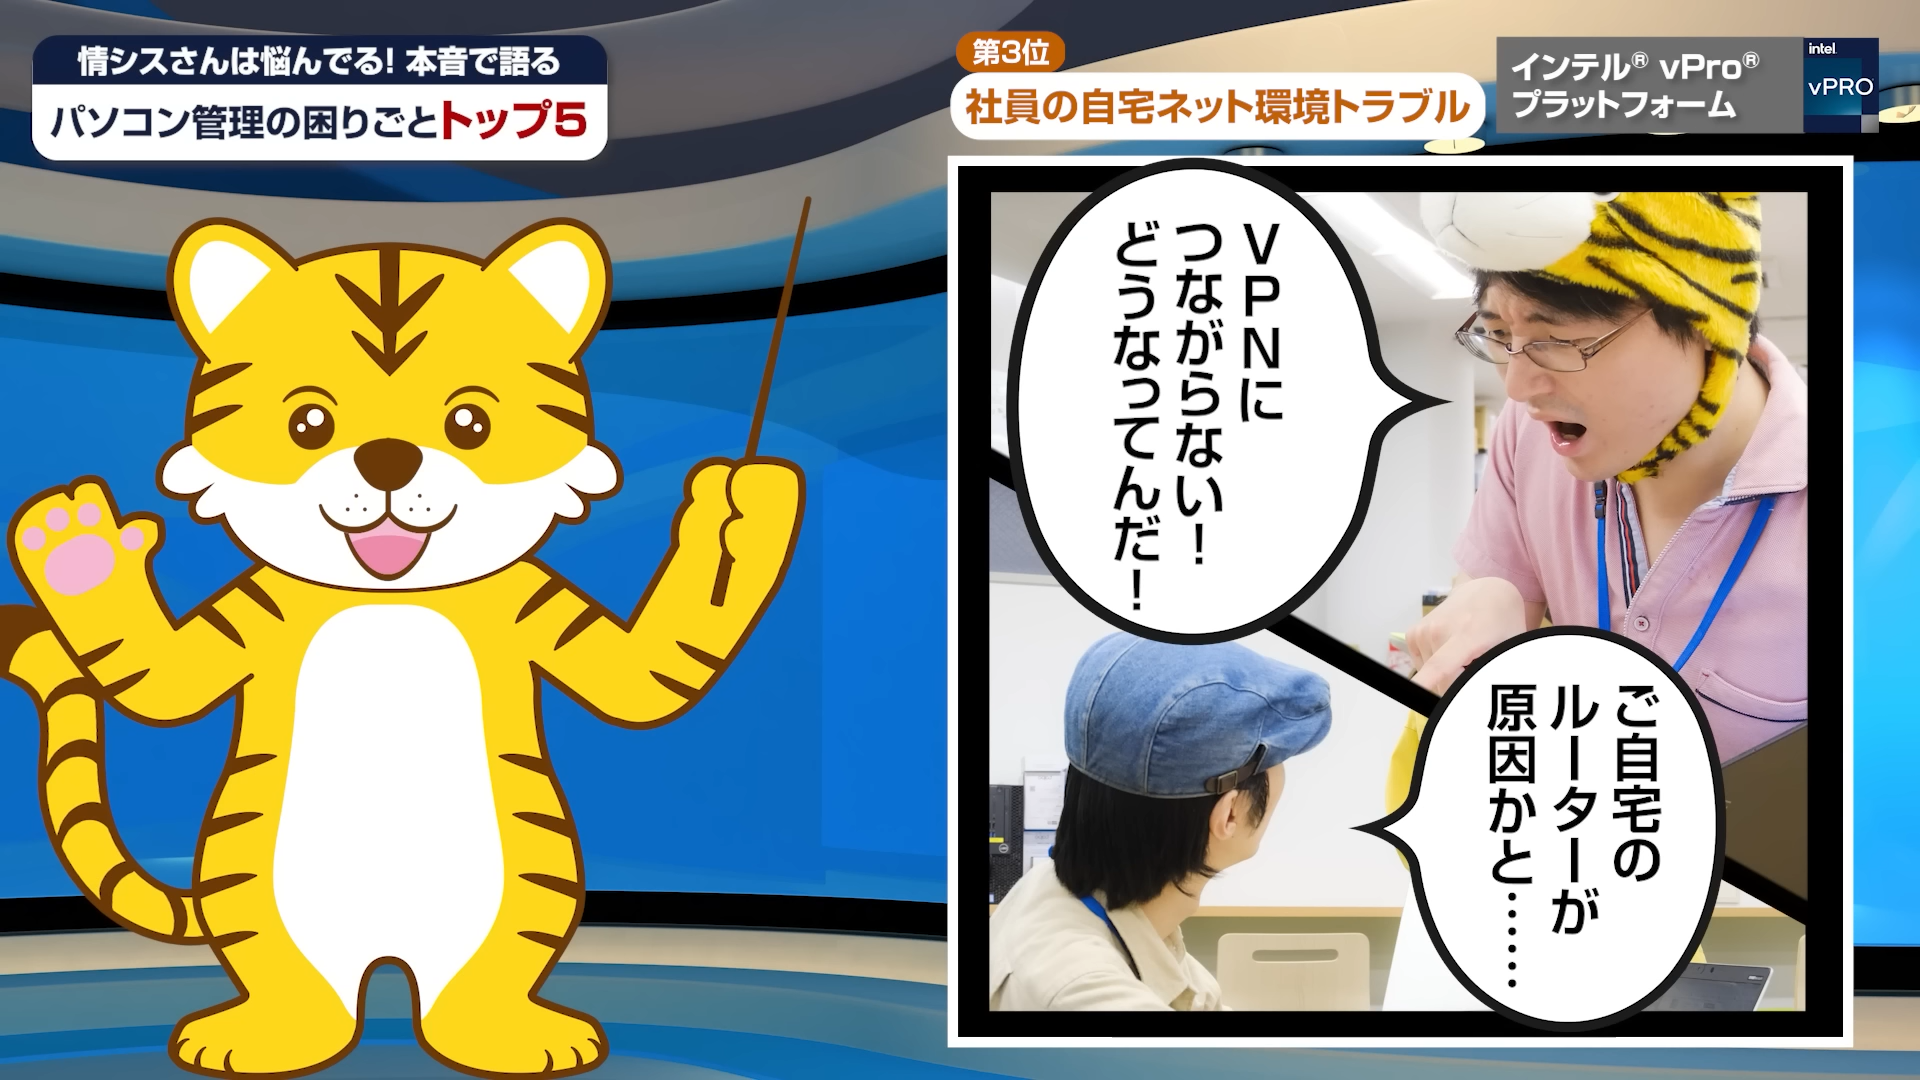 情シスさんは悩んでる! 本音で語る
パソコン管理の困りごとトップ5
第3位
社員の自宅ネット環境トラブル
インテル® vPro®
プラットフォーム
intel.
vPRO
VPNに
つながらない!
どうなってんだ!
ご自宅の
ルーターが
原因かと……